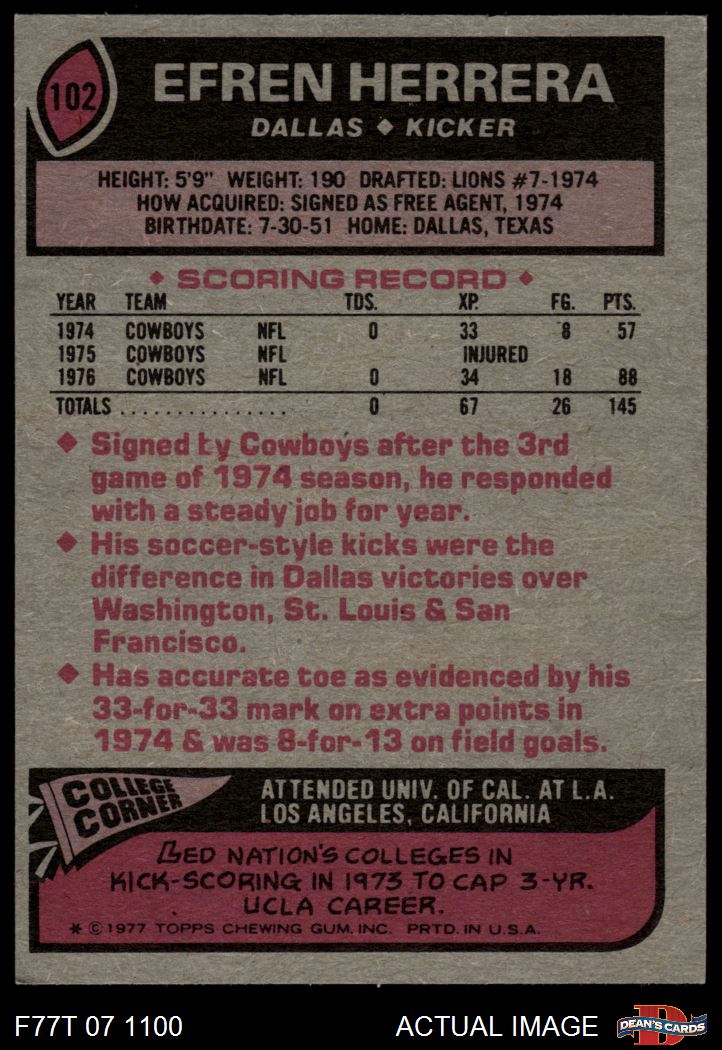 102
EFREN HERRERA
DALLAS ◆ KICKER
HEIGHT: 5'9" WEIGHT: 190 DRAFTED: LIONS #7-1974
HOW ACQUIRED: SIGNED AS FREE AGENT, 1974
BIRTHDATE: 7-30-51 HOME: DALLAS, TEXAS
◆ SCORING RECORD ◆
YEAR TEAM TDS. XP. FG. PTS.
1974 COWBOYS NFL 0 33 8 57
1975 COWBOYS NFL INJURED
1976 COWBOYS NFL 0 34 18 88
TOTALS ................ 0 67 26 145
◆ Signed by Cowboys after the 3rd
game of 1974 season, he responded
with a steady job for year.
◆ His soccer-style kicks were the
difference in Dallas victories over
Washington, St. Louis & San
Francisco.
◆ Has accurate toe as evidenced by his
33-for-33 mark on extra points in
1974 & was 8-for-13 on field goals.
COLLEGE
CORNER
ATTENDED UNIV. OF CAL. AT L.A.
LOS ANGELES, CALIFORNIA
LED NATION'S COLLEGES IN
KICK-SCORING IN 1973 TO CAP 3-YR.
UCLA CAREER.
* © 1977 TOPPS CHEWING GUM, INC. PRTD. IN U.S.A.
F77T 07 1100 ACTUAL IMAGE
D
DEAN'S CARDS